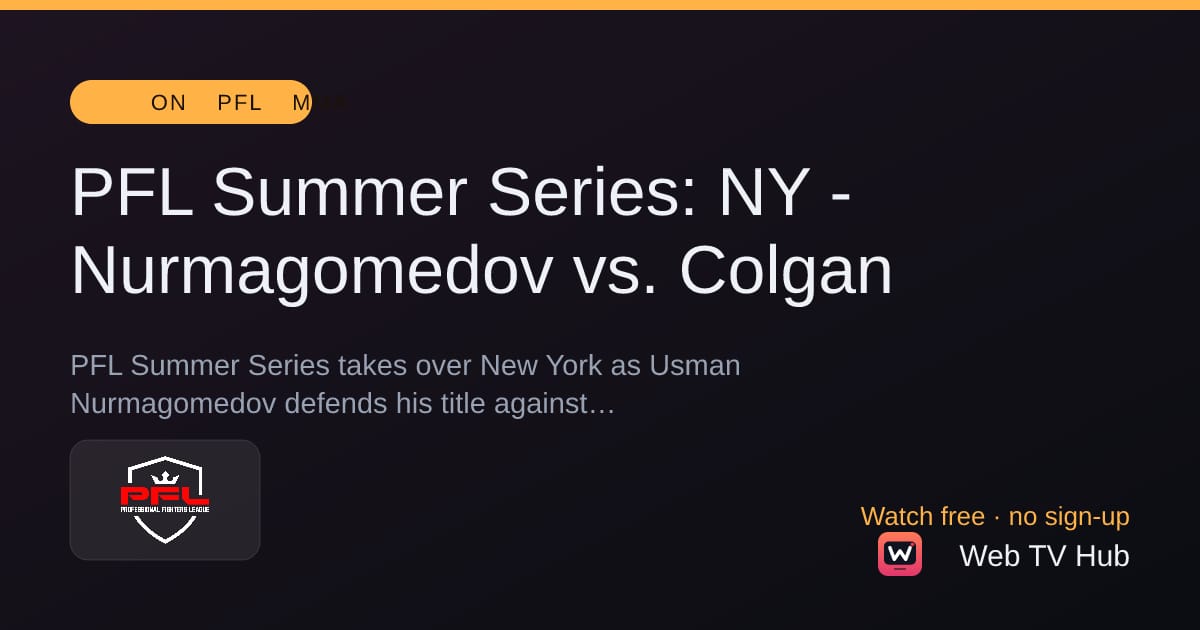 ON PFL M
PFL Summer Series: NY -
Nurmagomedov vs. Colgan
PFL Summer Series takes over New York as Usman
Nurmagomedov defends his title against…
PFL
PROFESSIONAL FIGHTERS LEAGUE
Watch free · no sign-up
W
Web TV Hub